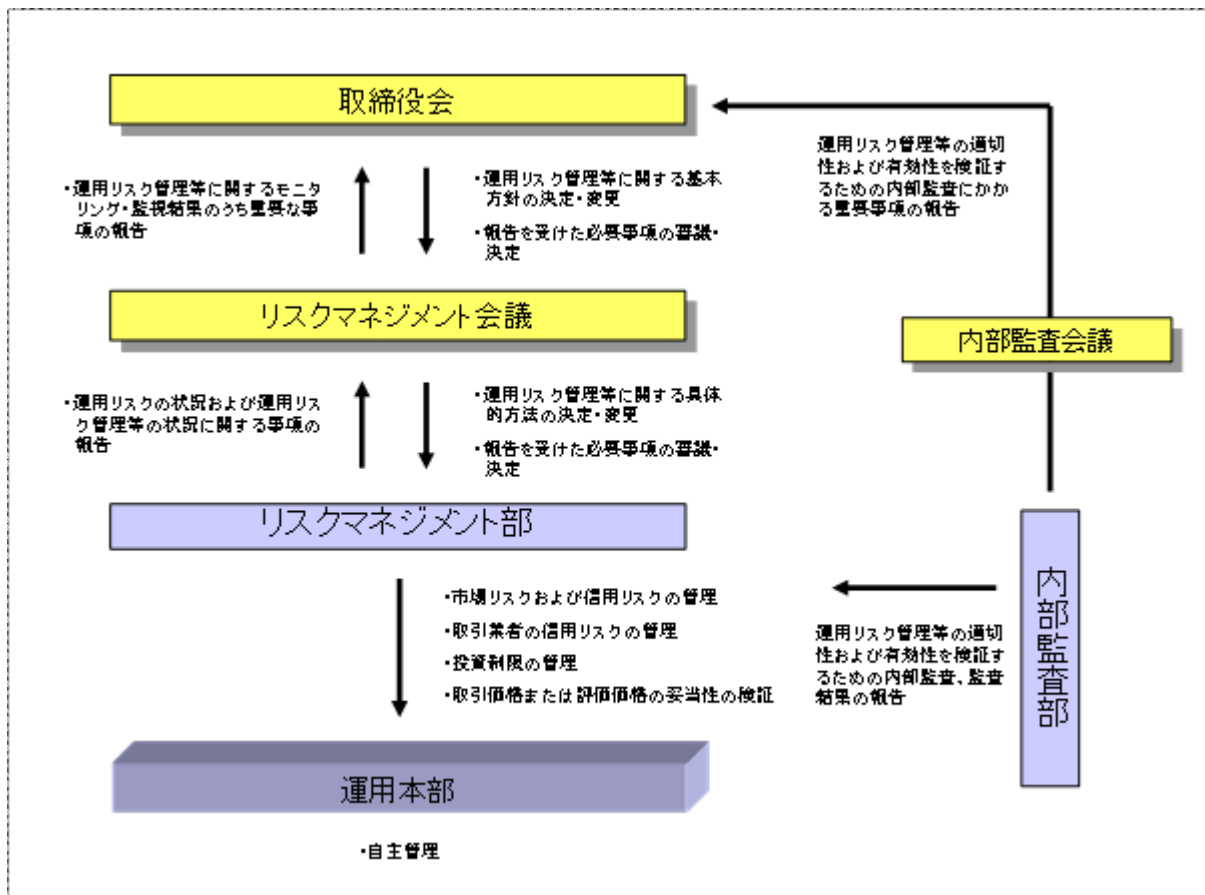 取締役会
・運用リスク管理等に関するモニ
タリング・監視結果のうち重要な事
項の報告
・運用リスク管理等に関する基本
方針の決定・変更
・報告を受けた必要事項の審議・
決定
運用リスク管理等の適切
性および有効性を検証す
るための内部監査にかか
る重要事項の報告
リスクマネジメント会議
内部監査会議
・運用リスクの状況および運用リス
ク管理等の状況に関する事項の
報告
・運用リスク管理等に関する具体
的方法の決定・変更
・報告を受けた必要事項の審議・
決定
リスクマネジメント部
内部監査部
・市場リスクおよび信用リスクの管理
・取引業者の信用リスクの管理
・投資制限の管理
・取引価格または評価価格の妥当性の検証
運用リスク管理等の適切
性および有効性を検証す
るための内部監査、監査
結果の報告
運用本部
・自主管理